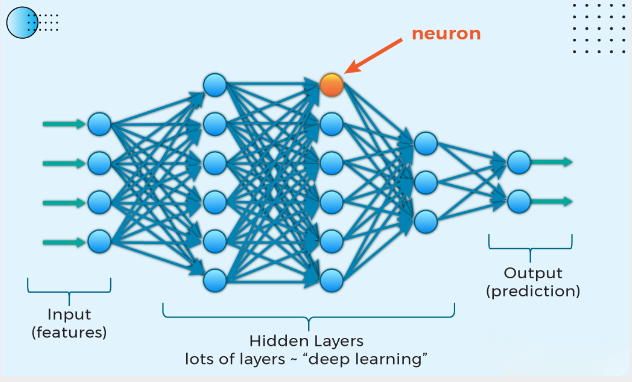 neuron
Input
(features)
Hidden Layers
lots of layers ~ “deep learning”
Output
(prediction)